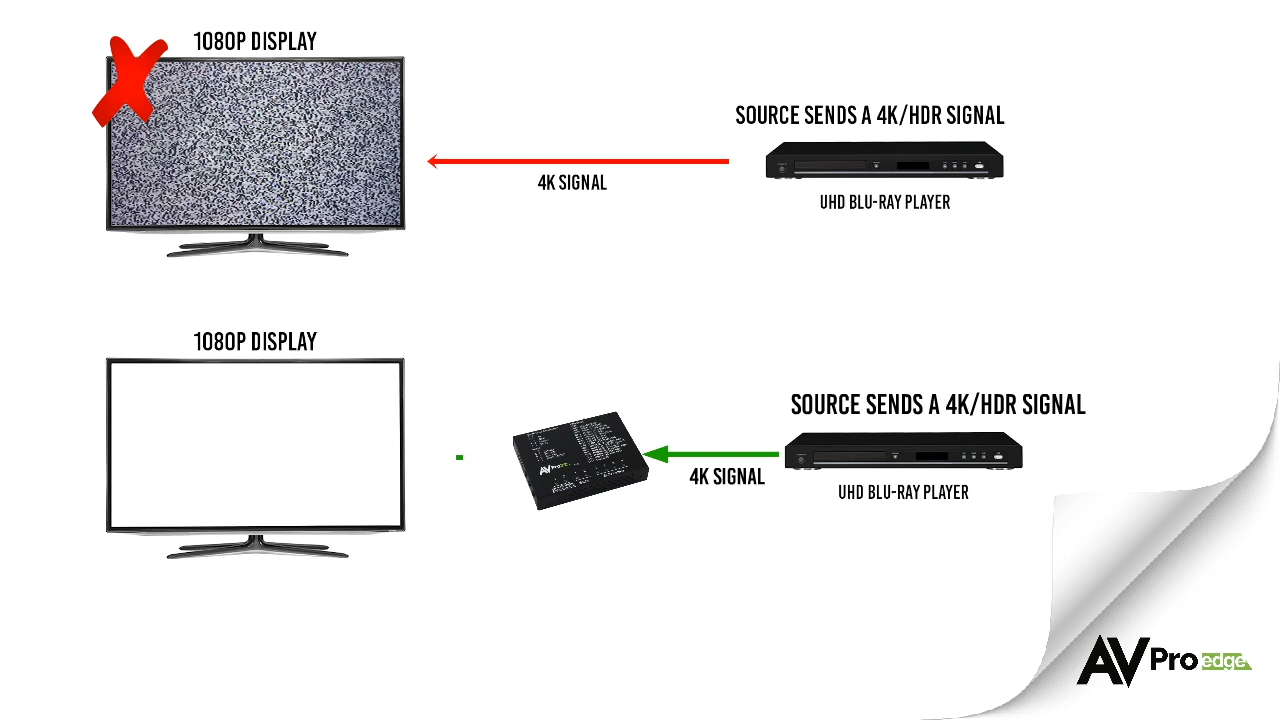 1080P DISPLAY
SOURCE SENDS A 4K/HDR SIGNAL
4K SIGNAL
UHD BLU-RAY PLAYER
1080P DISPLAY
SOURCE SENDS A 4K/HDR SIGNAL
AVProedge
4K SIGNAL
UHD BLU-RAY PLAYER
AVPro edge